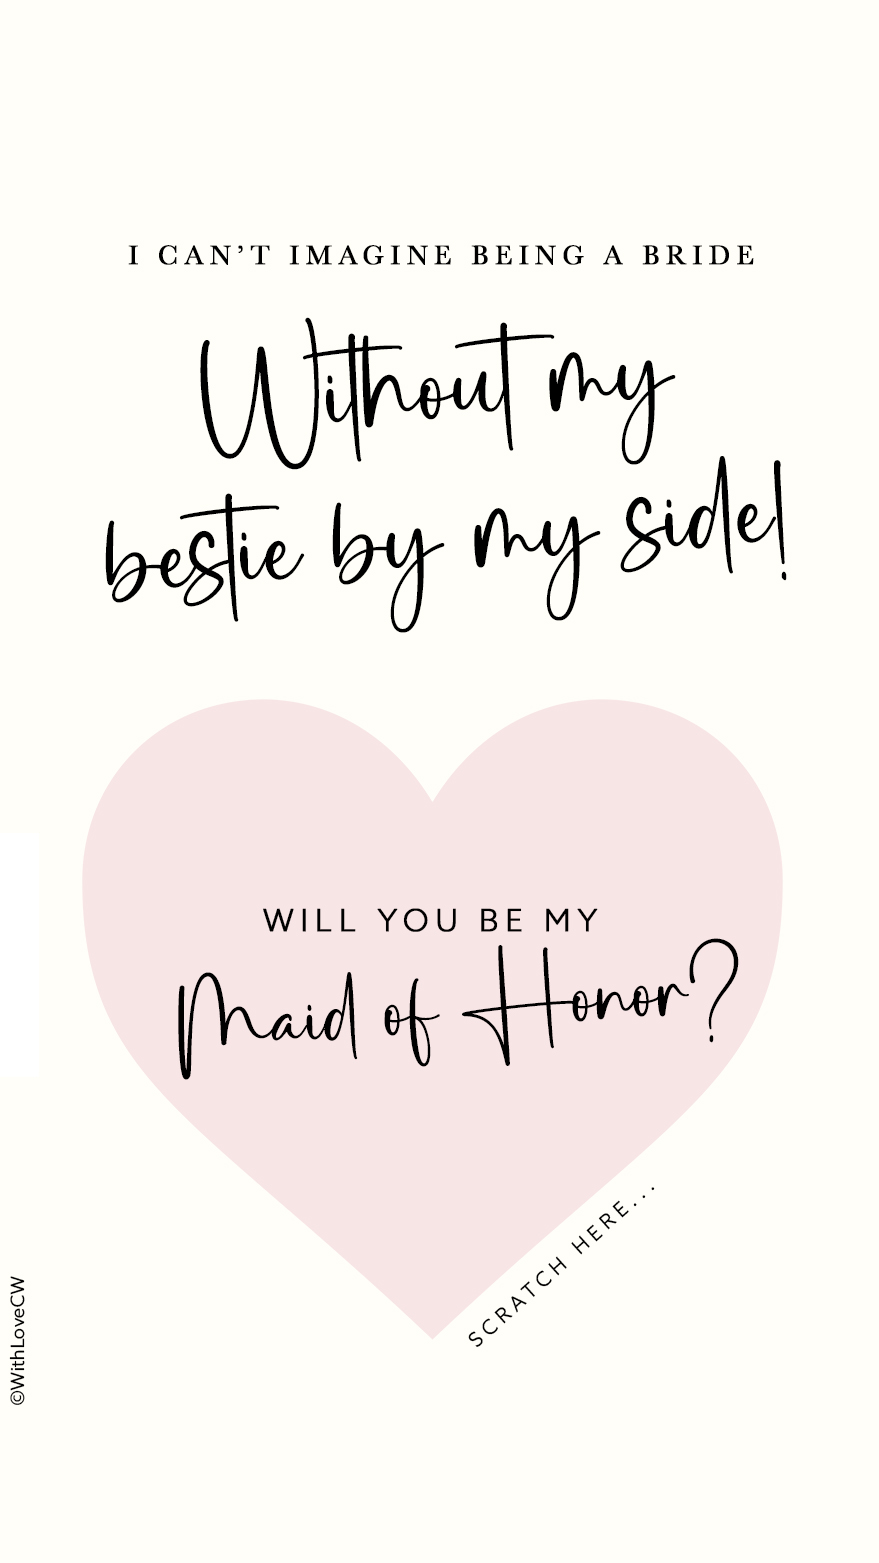 I CAN’T IMAGINE BEING A BRIDE
Without my
bestie by my side!
WILL YOU BE MY
Maid of Honor?
SCRATCH HERE...
©WithLoveCW